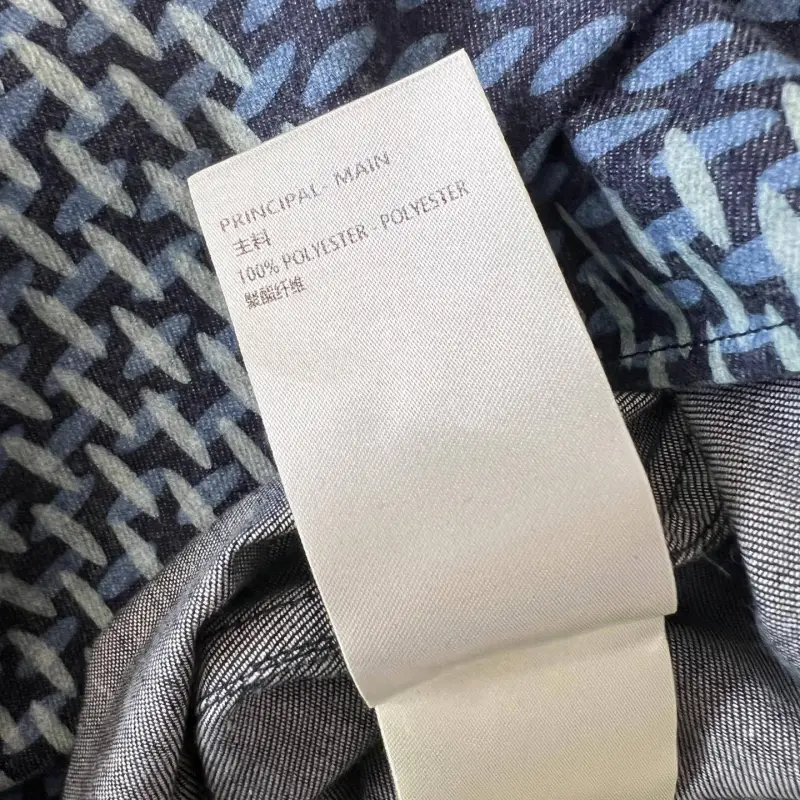 PRINCIPAL- MAIN
主料
100% POLYESTER - POLYESTER
聚酯纤维